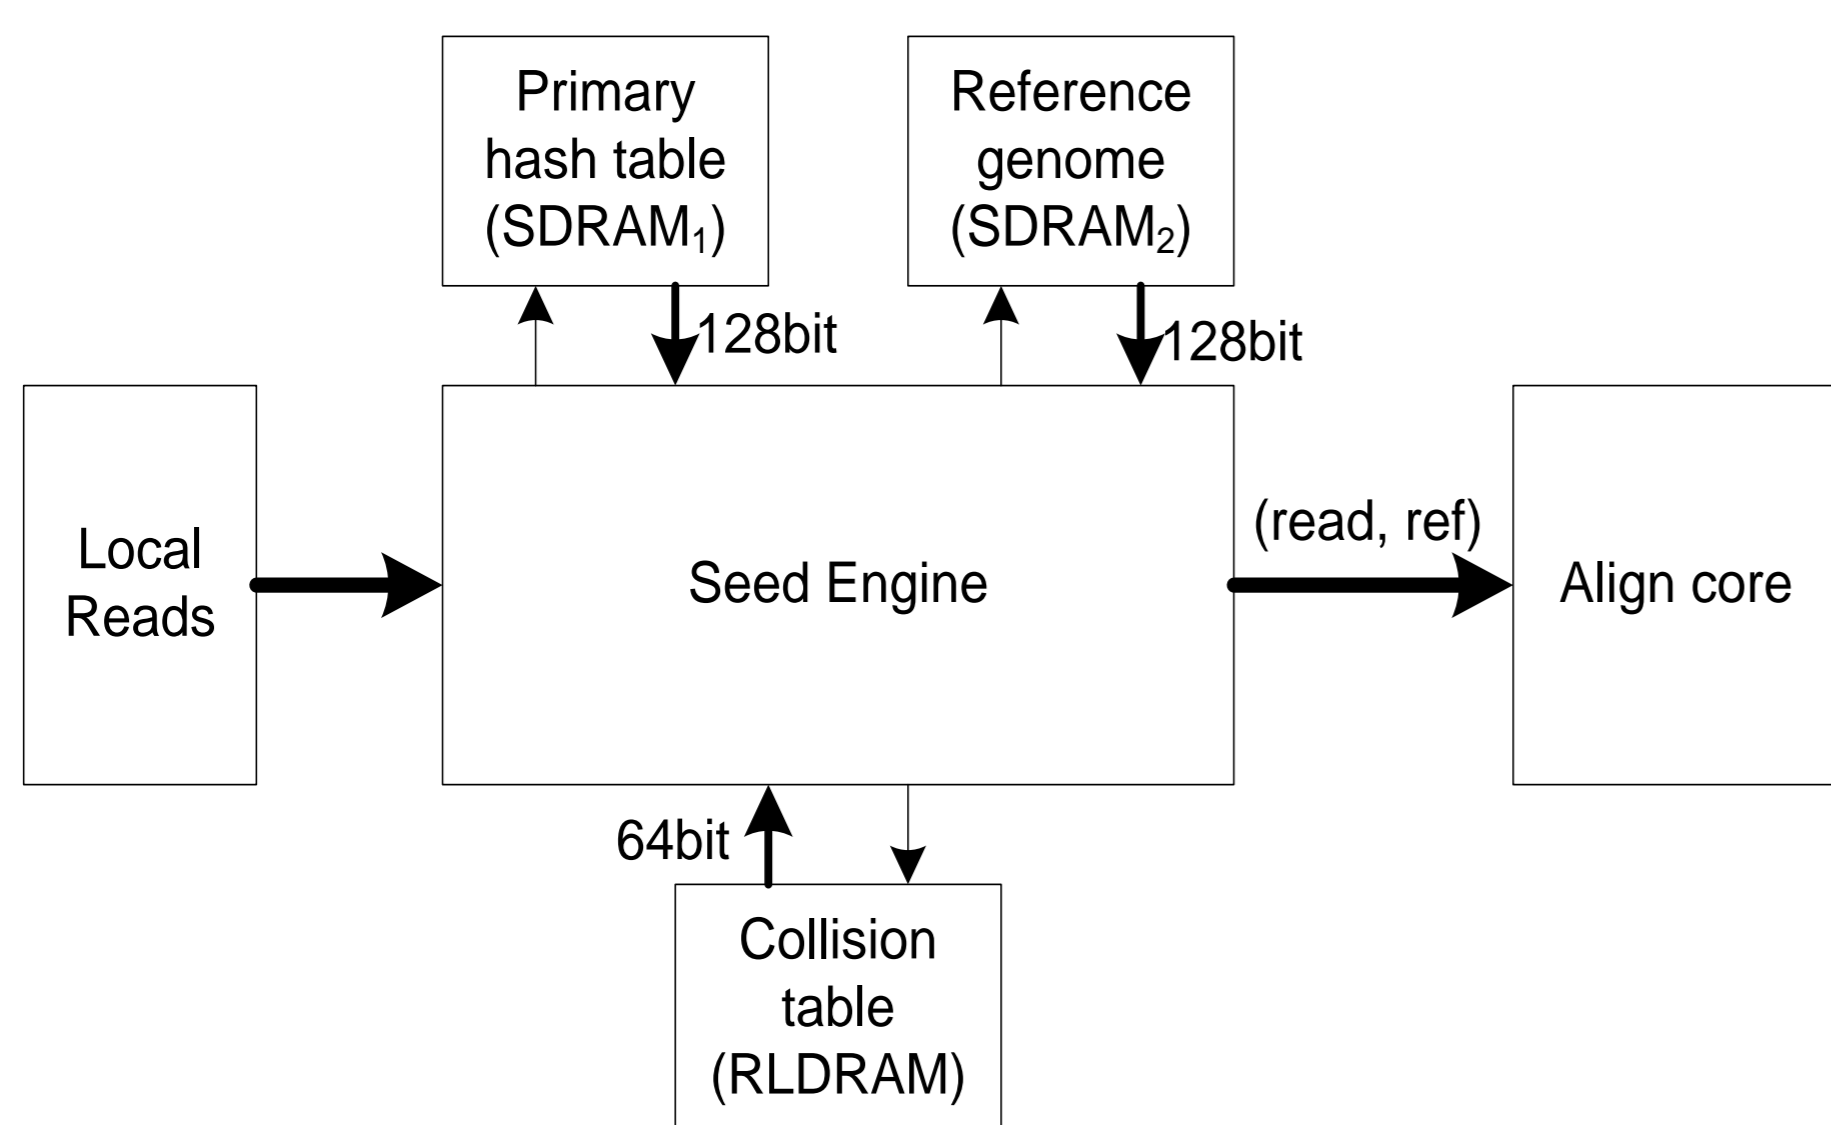 Primary
hash table
(SDRAM₁)
Reference
genome
(SDRAM₂)
128bit
128bit
Local
Reads
Seed Engine
(read, ref)
Align core
64bit
Collision
table
(RLDRAM)